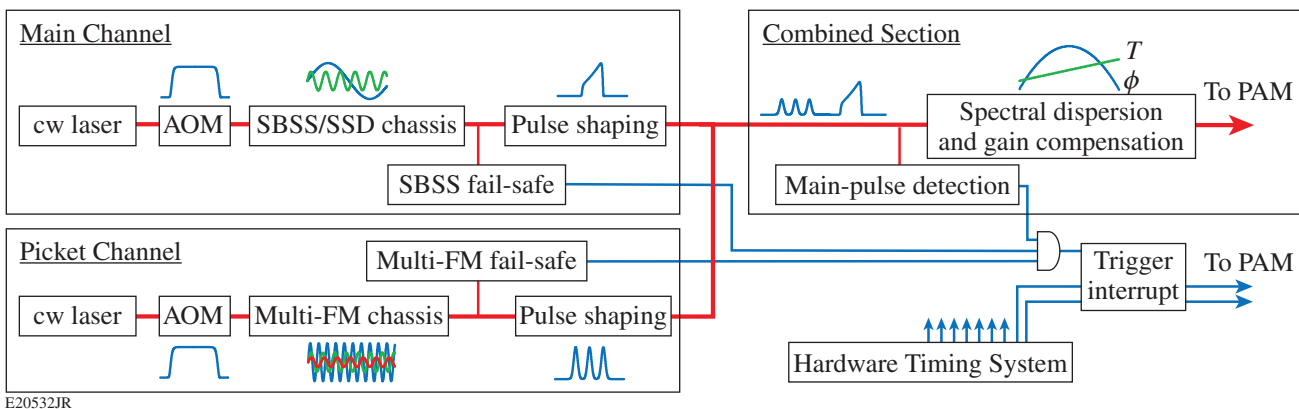 Main Channel
cw laser
AOM
SBSS/SSD chassis
Pulse shaping
SBSS fail-safe
Combined Section
T
ϕ
Spectral dispersion
and gain compensation
To PAM
Main-pulse detection
Picket Channel
Multi-FM fail-safe
cw laser
AOM
Multi-FM chassis
Pulse shaping
Trigger
interrupt
To PAM
Hardware Timing System
E20532JR